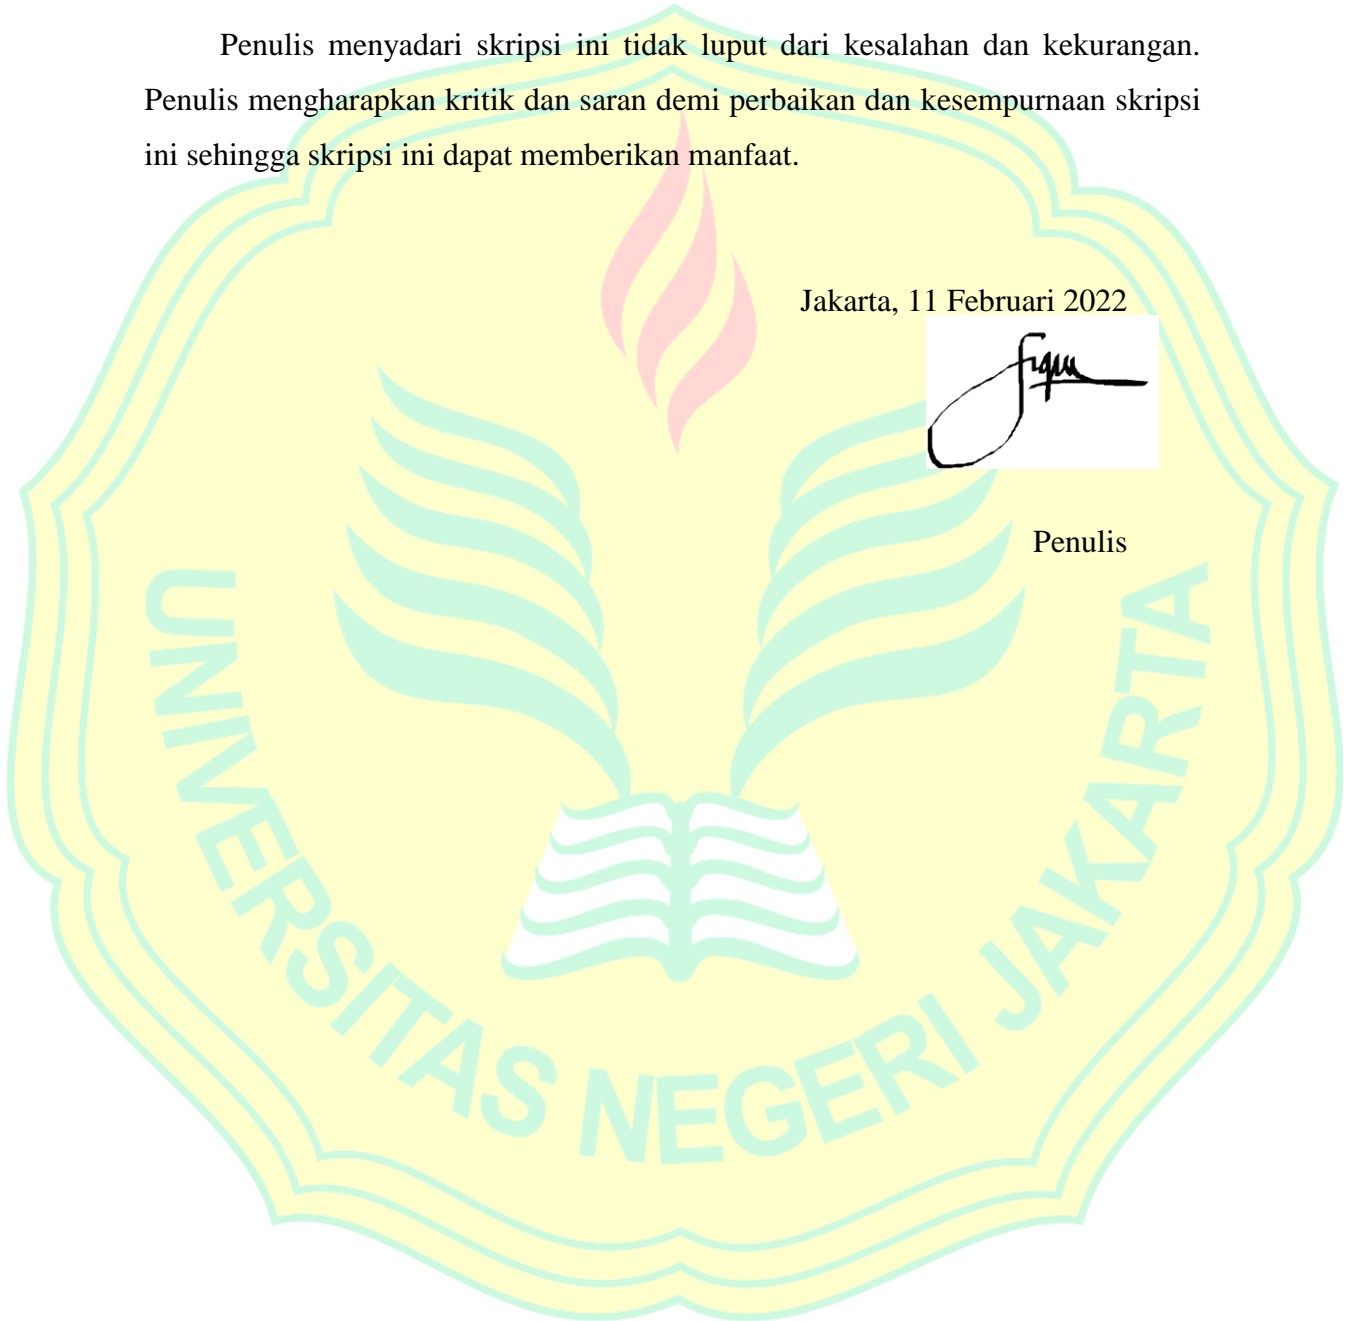 Penulis menyadari skripsi ini tidak luput dari kesalahan dan kekurangan.
Penulis mengharapkan kritik dan saran demi perbaikan dan kesempurnaan skripsi
ini sehingga skripsi ini dapat memberikan manfaat.
Jakarta, 11 Februari 2022
Penulis
UNIVERSITAS NEGERI JAKARTA